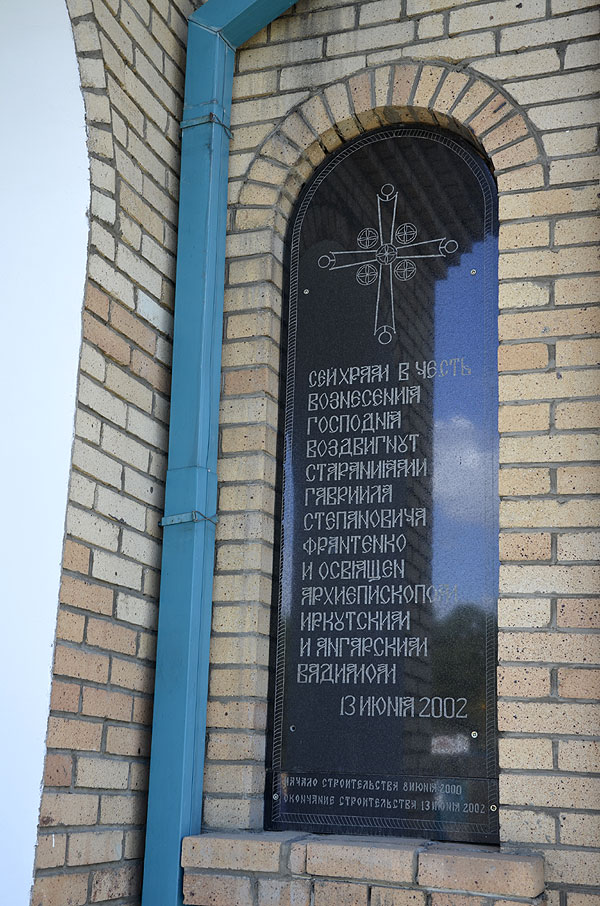 СЕЙ ХРАМ В ЧЕСТЬ
ВОЗНЕСЕНИЯ
ГОСПОДНЯ
ВОЗДВИГНУТ
СТАРАНИЯМИ
ГАВРИИЛА
СТЕПАНОВИЧА
ФРАНТЕНКО
И ОСВЯЩЕН
АРХИЕПИСКОПОМ
ИРКУТСКИМ
И АНГАРСКИМ
ВАДИМОМ
13 ИЮНЯ 2002
НАЧАЛО СТРОИТЕЛЬСТВА 8 ИЮНЯ 2000
ОКОНЧАНИЕ СТРОИТЕЛЬСТВА 13 ИЮНЯ 2002